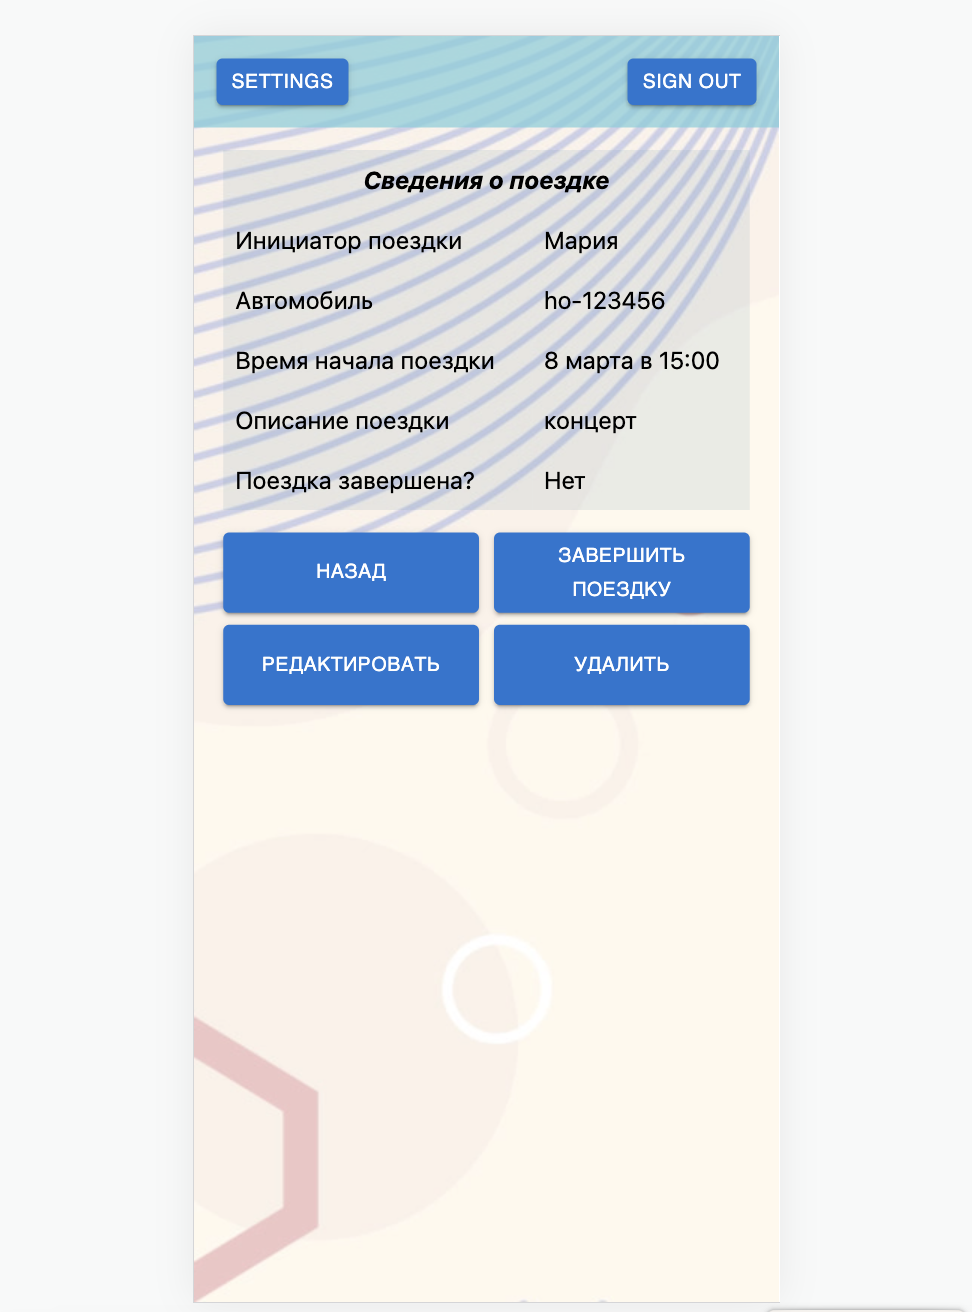 SETTINGS SIGN OUT
Сведения о поездке
Инициатор поездки Мария
Автомобиль ho-123456
Время начала поездки 8 марта в 15:00
Описание поездки концерт
Поездка завершена? Нет
НАЗАД ЗАВЕРШИТЬ
ПОЕЗДКУ
РЕДАКТИРОВАТЬ УДАЛИТЬ